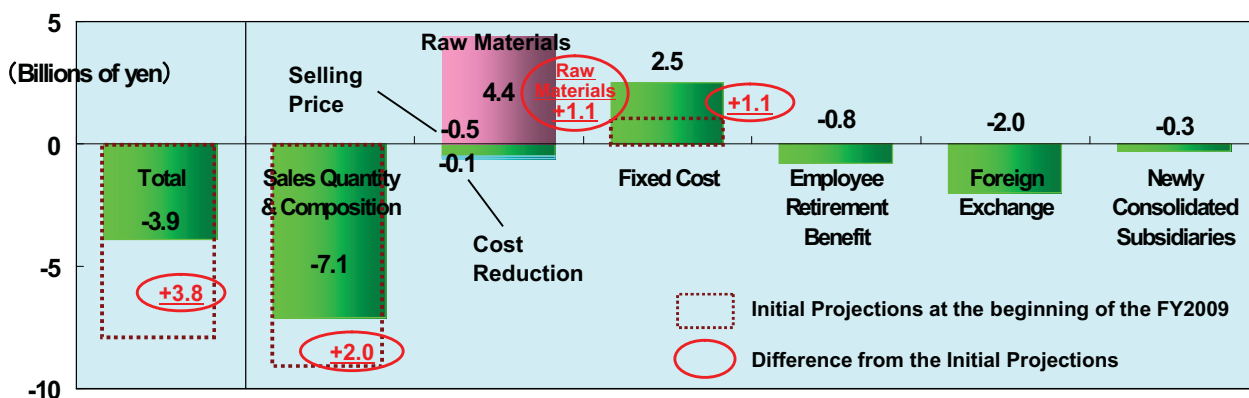 5
(Billions of yen)
0
-5
-10
Total
-3.9
+3.8
Sales Quantity
& Composition
-7.1
+2.0
Selling
Price
Raw Materials
4.4
-0.5
-0.1
Cost
Reduction
Raw
Materials
+1.1
2.5
+1.1
Fixed Cost
-0.8
Employee
Retirement
Benefit
-2.0
Foreign
Exchange
-0.3
Newly
Consolidated
Subsidiaries
Initial Projections at the beginning of the FY2009
Difference from the Initial Projections